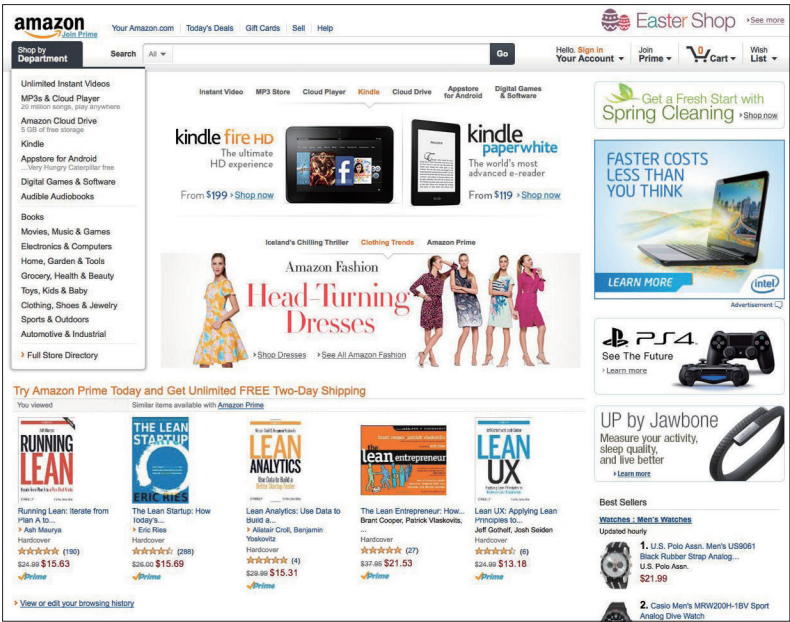 amazon
Join Prime
Your Amazon.com
Today's Deals
Gift Cards
Sell
Help
Easter Shop
See more
Shop by
Department
Search
All
Go
Hello. Sign in
Your Account
Join
Prime
0
Cart
Wish
List
Unlimited Instant Videos
MP3s & Cloud Player
20 million songs, play anywhere
Amazon Cloud Drive
5 GB of free storage
Kindle
Appstore for Android
...Very Hungry Caterpillar free
Digital Games & Software
Audible Audiobooks
Books
Movies, Music & Games
Electronics & Computers
Home, Garden & Tools
Grocery, Health & Beauty
Toys, Kids & Baby
Clothing, Shoes & Jewelry
Sports & Outdoors
Automotive & Industrial
Full Store Directory
Instant Video
MP3 Store
Cloud Player
Kindle
Cloud Drive
Appstore
for Android
Digital Games
& Software
kindle fire HD
The ultimate
HD experience
From $199 Shop now
kindle
paperwhite
The world's most
advanced e-reader
From $119 Shop now
Iceland's Chilling Thriller
Clothing Trends
Amazon Prime
Amazon Fashion
Head-Turning
Dresses
Shop Dresses
See All Amazon Fashion
Get a Fresh Start with
Spring Cleaning
Shop now
FASTER COSTS
LESS THAN
YOU THINK
LEARN MORE
intel
Advertisement
PS4
See The Future
Learn more
UP by Jawbone
Measure your activity,
sleep quality,
and live better
Learn more
Try Amazon Prime Today and Get Unlimited FREE Two-Day Shipping
You viewed
Similar items available with Amazon Prime
RUNNING
LEAN
Running Lean: Iterate from
Plan A to...
Ash Maurya
Hardcover
(190)
$24.99 $15.63
Prime
THE LEAN
STARTUP
ERIC RIES
The Lean Startup: How
Today's...
Eric Ries
Hardcover
(288)
$26.00 $15.69
Prime
LEAN
ANALYTICS
Use Data to Build a
Better Startup Faster
Lean Analytics: Use Data to
Build a...
Alistair Croll, Benjamin
Yoskovitz
Hardcover
(4)
$29.99 $15.31
Prime
the
lean entrepreneur
The Lean Entrepreneur: How...
Brant Cooper, Patrick Vlaskovits,
...
Hardcover
(27)
$37.95 $21.53
Prime
LEAN
UX
Lean UX: Applying Lean
Principles to...
Jeff Gothelf, Josh Seiden
Hardcover
(6)
$24.99 $13.18
Prime
View or edit your browsing history
Best Sellers
Watches : Men's Watches
Updated hourly
1. U.S. Polo Assn. Men's US9061
Black Rubber Strap Analog...
U.S. Polo Assn.
$21.99
2. Casio Men's MRW200H-1BV Sport
Analog Dive Watch